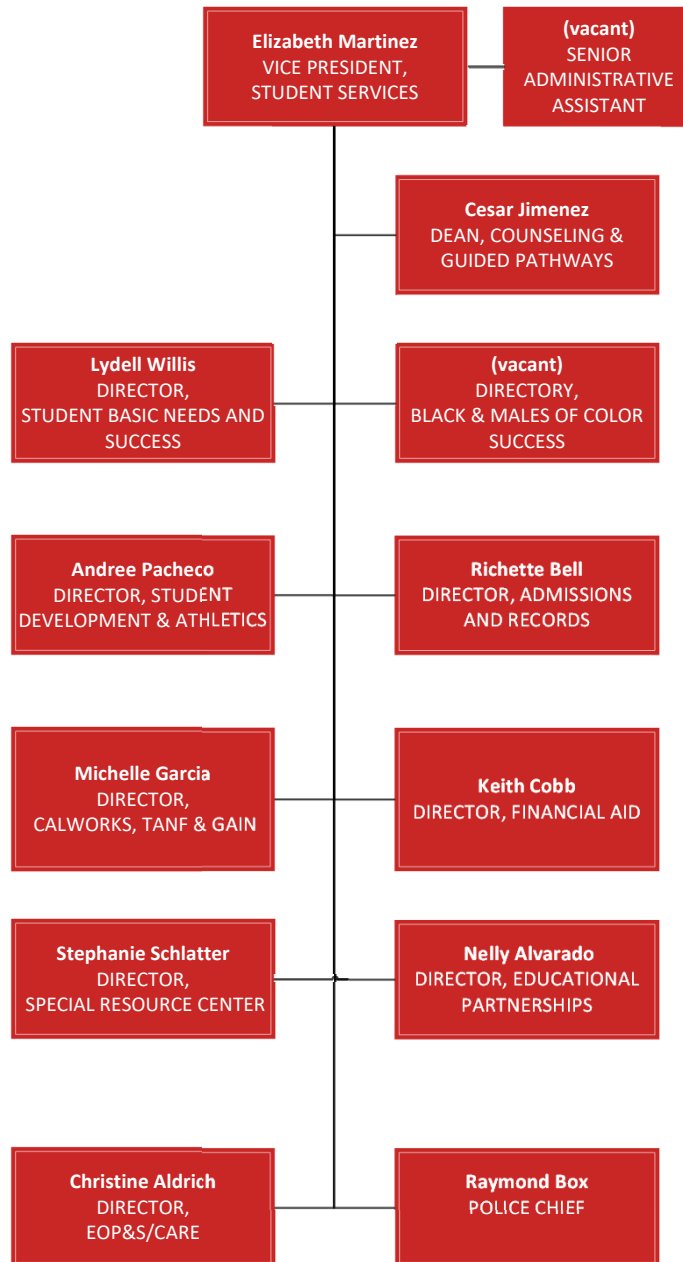 Elizabeth Martinez
VICE PRESIDENT,
STUDENT SERVICES
(vacant)
SENIOR
ADMINISTRATIVE
ASSISTANT
Cesar Jimenez
DEAN, COUNSELING &
GUIDED PATHWAYS
Lydell Willis
DIRECTOR,
STUDENT BASIC NEEDS AND
SUCCESS
(vacant)
DIRECTORY,
BLACK & MALES OF COLOR
SUCCESS
Andree Pacheco
DIRECTOR, STUDENT
DEVELOPMENT & ATHLETICS
Richette Bell
DIRECTOR, ADMISSIONS
AND RECORDS
Michelle Garcia
DIRECTOR,
CALWORKS, TANF & GAIN
Keith Cobb
DIRECTOR, FINANCIAL AID
Stephanie Schlatter
DIRECTOR,
SPECIAL RESOURCE CENTER
Nelly Alvarado
DIRECTOR, EDUCATIONAL
PARTNERSHIPS
Christine Aldrich
DIRECTOR,
EOP&S/CARE
Raymond Box
POLICE CHIEF